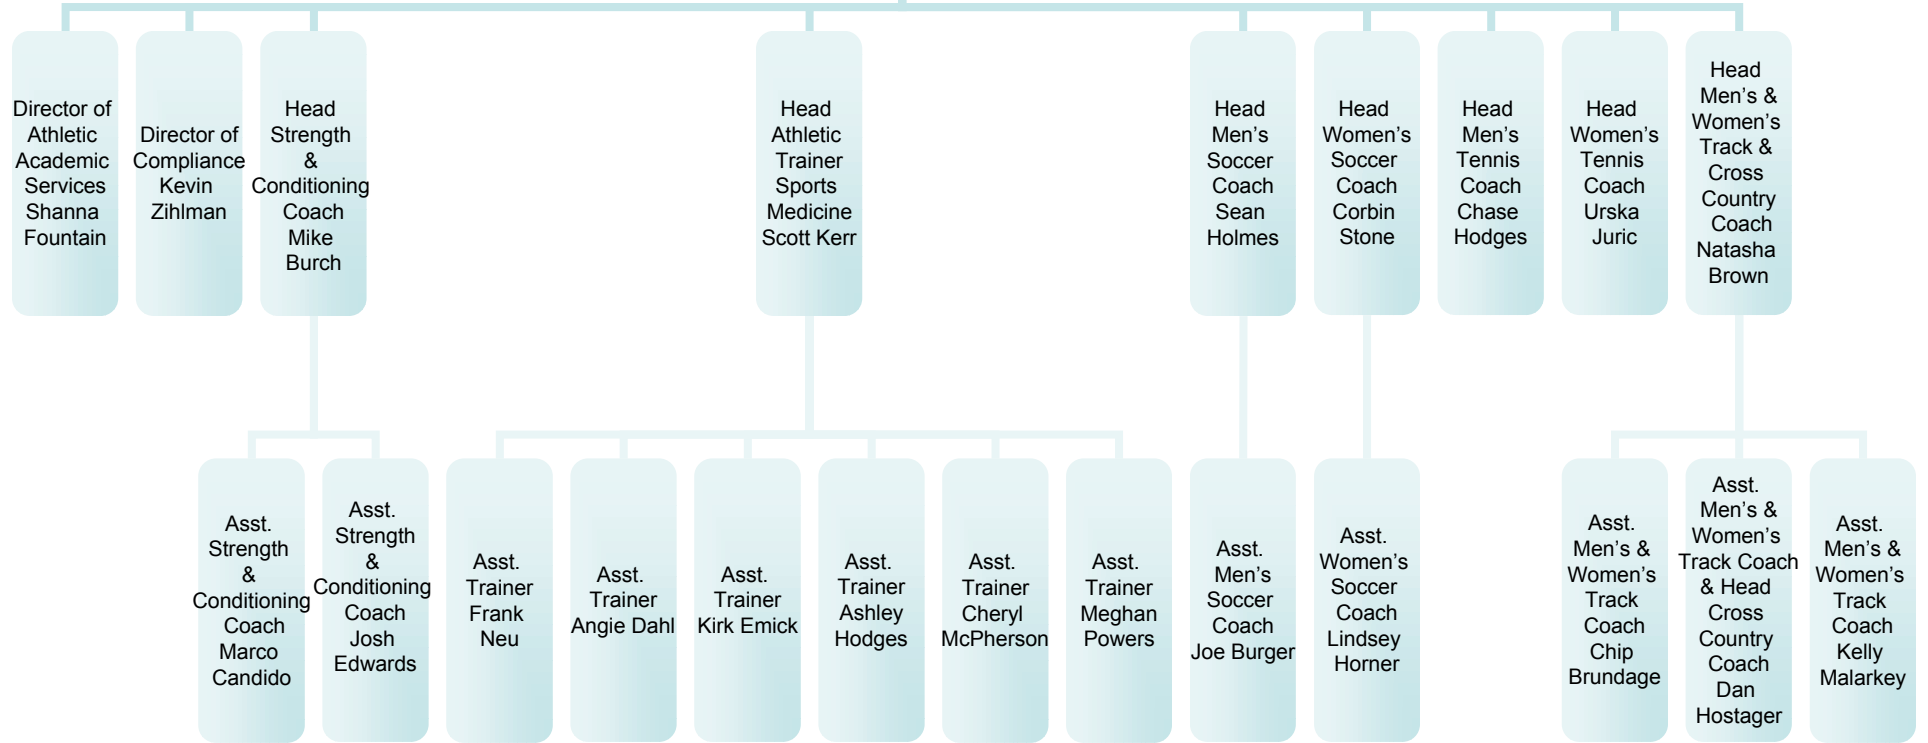 Director of
Athletic
Academic
Services
Shanna
Fountain
Director of
Compliance
Kevin
Zihlman
Head
Strength
&
Conditioning
Coach
Mike
Burch
Head
Athletic
Trainer
Sports
Medicine
Scott Kerr
Head
Men’s
Soccer
Coach
Sean
Holmes
Head
Women’s
Soccer
Coach
Corbin
Stone
Head
Men’s
Tennis
Coach
Chase
Hodges
Head
Women’s
Tennis
Coach
Urska
Juric
Head
Men’s &
Women’s
Track &
Cross
Country
Coach
Natasha
Brown
Asst.
Strength
&
Conditioning
Coach
Marco
Candido
Asst.
Strength
&
Conditioning
Coach
Josh
Edwards
Asst.
Trainer
Frank
Neu
Asst.
Trainer
Angie Dahl
Asst.
Trainer
Kirk Emick
Asst.
Trainer
Ashley
Hodges
Asst.
Trainer
Cheryl
McPherson
Asst.
Trainer
Meghan
Powers
Asst.
Men’s
Soccer
Coach
Joe Burger
Asst.
Women’s
Soccer
Coach
Lindsey
Horner
Asst.
Men’s &
Women’s
Track
Coach
Chip
Brundage
Asst.
Men’s &
Women’s
Track Coach
& Head
Cross
Country
Coach
Dan
Hostager
Asst.
Men’s &
Women’s
Track
Coach
Kelly
Malarkey